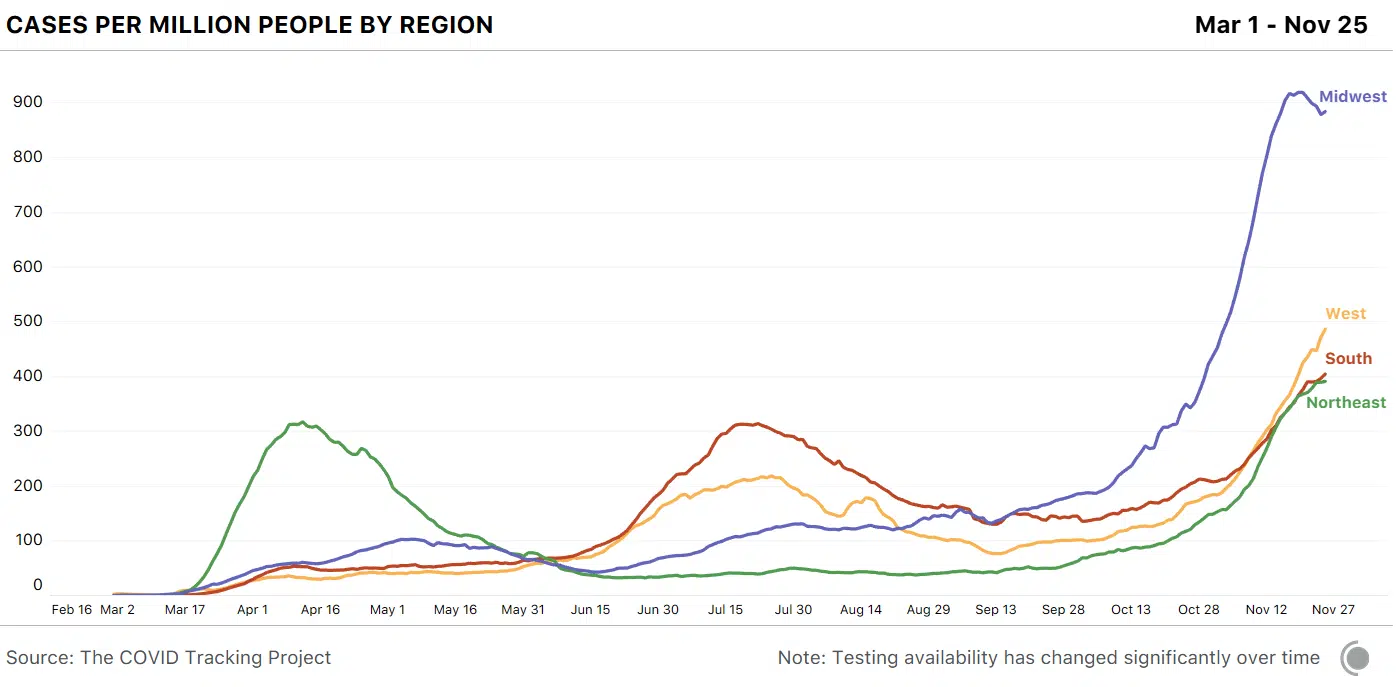 CASES PER MILLION PEOPLE BY REGION
Mar 1 - Nov 25
900
800
700
600
500
400
300
200
100
0
Midwest
West
South
Northeast
Feb 16 Mar 2 Mar 17 Apr 1 Apr 16 May 1 May 16 May 31 Jun 15 Jun 30 Jul 15 Jul 30 Aug 14 Aug 29 Sep 13 Sep 28 Oct 13 Oct 28 Nov 12 Nov 27
Source: The COVID Tracking Project
Note: Testing availability has changed significantly over time